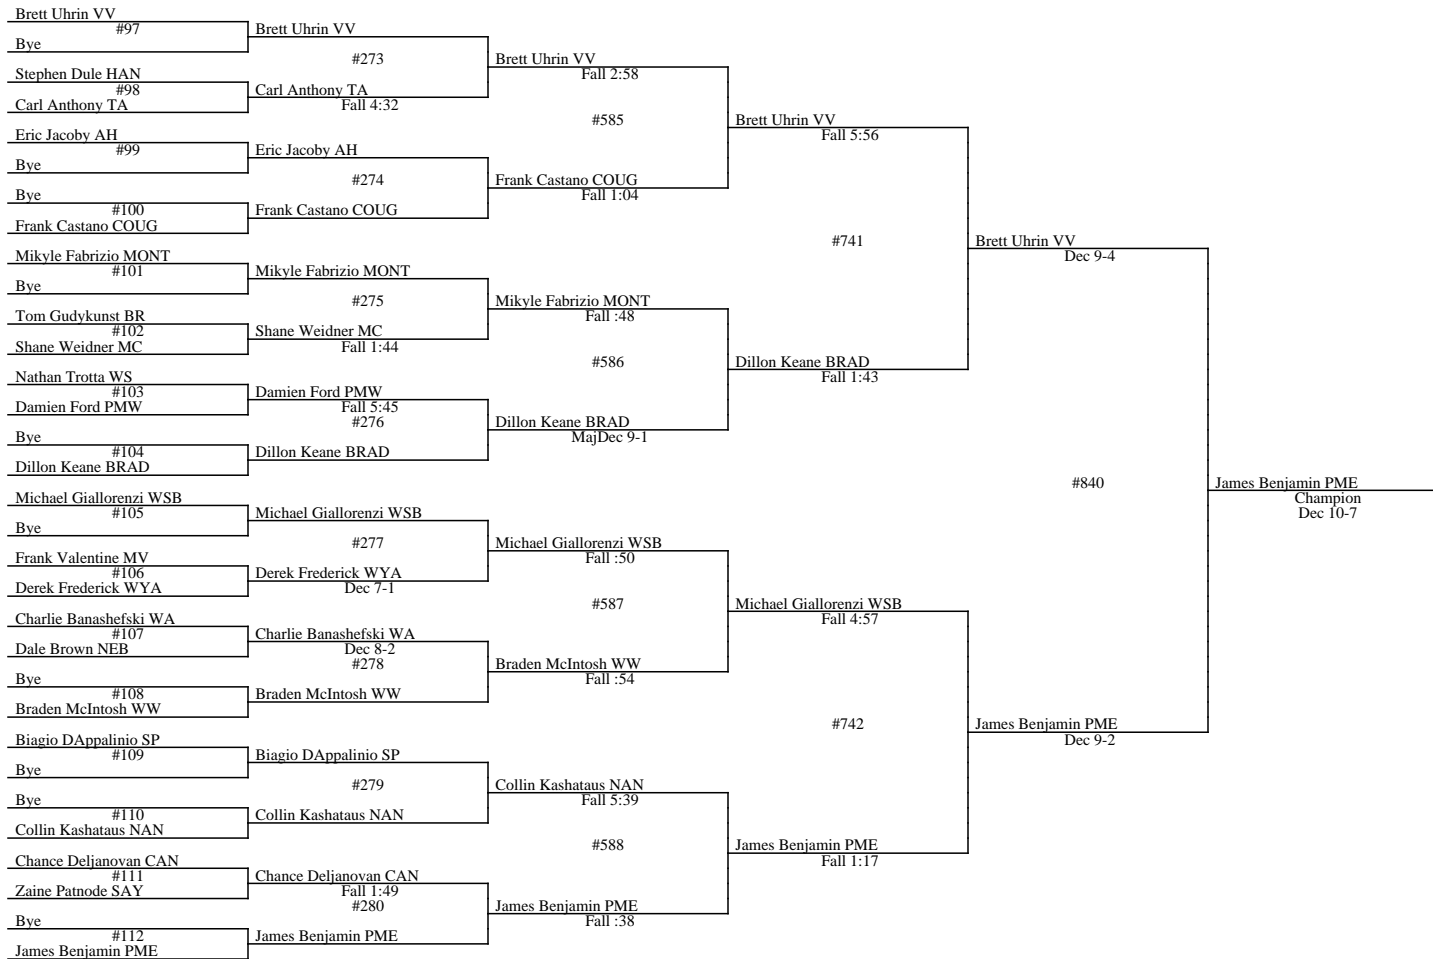 Brett Uhrin VV
#97
Bye
Brett Uhrin VV
#273
Stephen Dule HAN
#98
Carl Anthony TA
Carl Anthony TA
Fall 4:32
Brett Uhrin VV
Fall 2:58
#585
Eric Jacoby AH
#99
Bye
Eric Jacoby AH
#274
Bye
#100
Frank Castano COUG
Frank Castano COUG
Frank Castano COUG
Fall 1:04
Brett Uhrin VV
Fall 5:56
#741
Mikyle Fabrizio MONT
#101
Bye
Mikyle Fabrizio MONT
#275
Tom Gudykunst BR
#102
Shane Weidner MC
Shane Weidner MC
Fall 1:44
Mikyle Fabrizio MONT
Fall :48
#586
Nathan Trotta WS
#103
Damien Ford PMW
Damien Ford PMW
Fall 5:45
#276
Bye
#104
Dillon Keane BRAD
Dillon Keane BRAD
Dillon Keane BRAD
MajDec 9-1
Dillon Keane BRAD
Fall 1:43
Brett Uhrin VV
Dec 9-4
#840
Michael Giallorenzi WSB
#105
Bye
Michael Giallorenzi WSB
#277
Frank Valentine MV
#106
Derek Frederick WYA
Derek Frederick WYA
Dec 7-1
Michael Giallorenzi WSB
Fall :50
#587
Charlie Banashefski WA
#107
Dale Brown NEB
Charlie Banashefski WA
Dec 8-2
#278
Bye
#108
Braden McIntosh WW
Braden McIntosh WW
Braden McIntosh WW
Fall :54
Michael Giallorenzi WSB
Fall 4:57
#742
Biagio DAppalinio SP
#109
Bye
Biagio DAppalinio SP
#279
Bye
#110
Collin Kashataus NAN
Collin Kashataus NAN
Collin Kashataus NAN
Fall 5:39
#588
Chance Deljanovan CAN
#111
Zaine Patnode SAY
Chance Deljanovan CAN
Fall 1:49
#280
Bye
#112
James Benjamin PME
James Benjamin PME
James Benjamin PME
Fall :38
James Benjamin PME
Fall 1:17
James Benjamin PME
Dec 9-2
James Benjamin PME
Champion
Dec 10-7